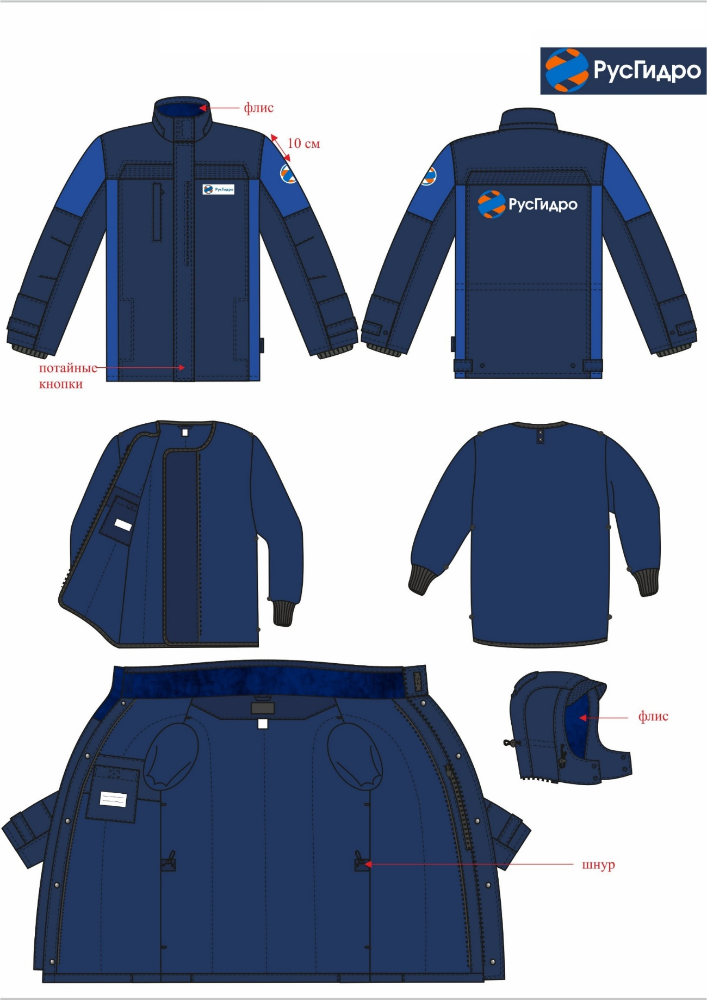 РусГидро
флис
10 см
РусГидро
РусГидро
потайные
кнопки
флис
шнур